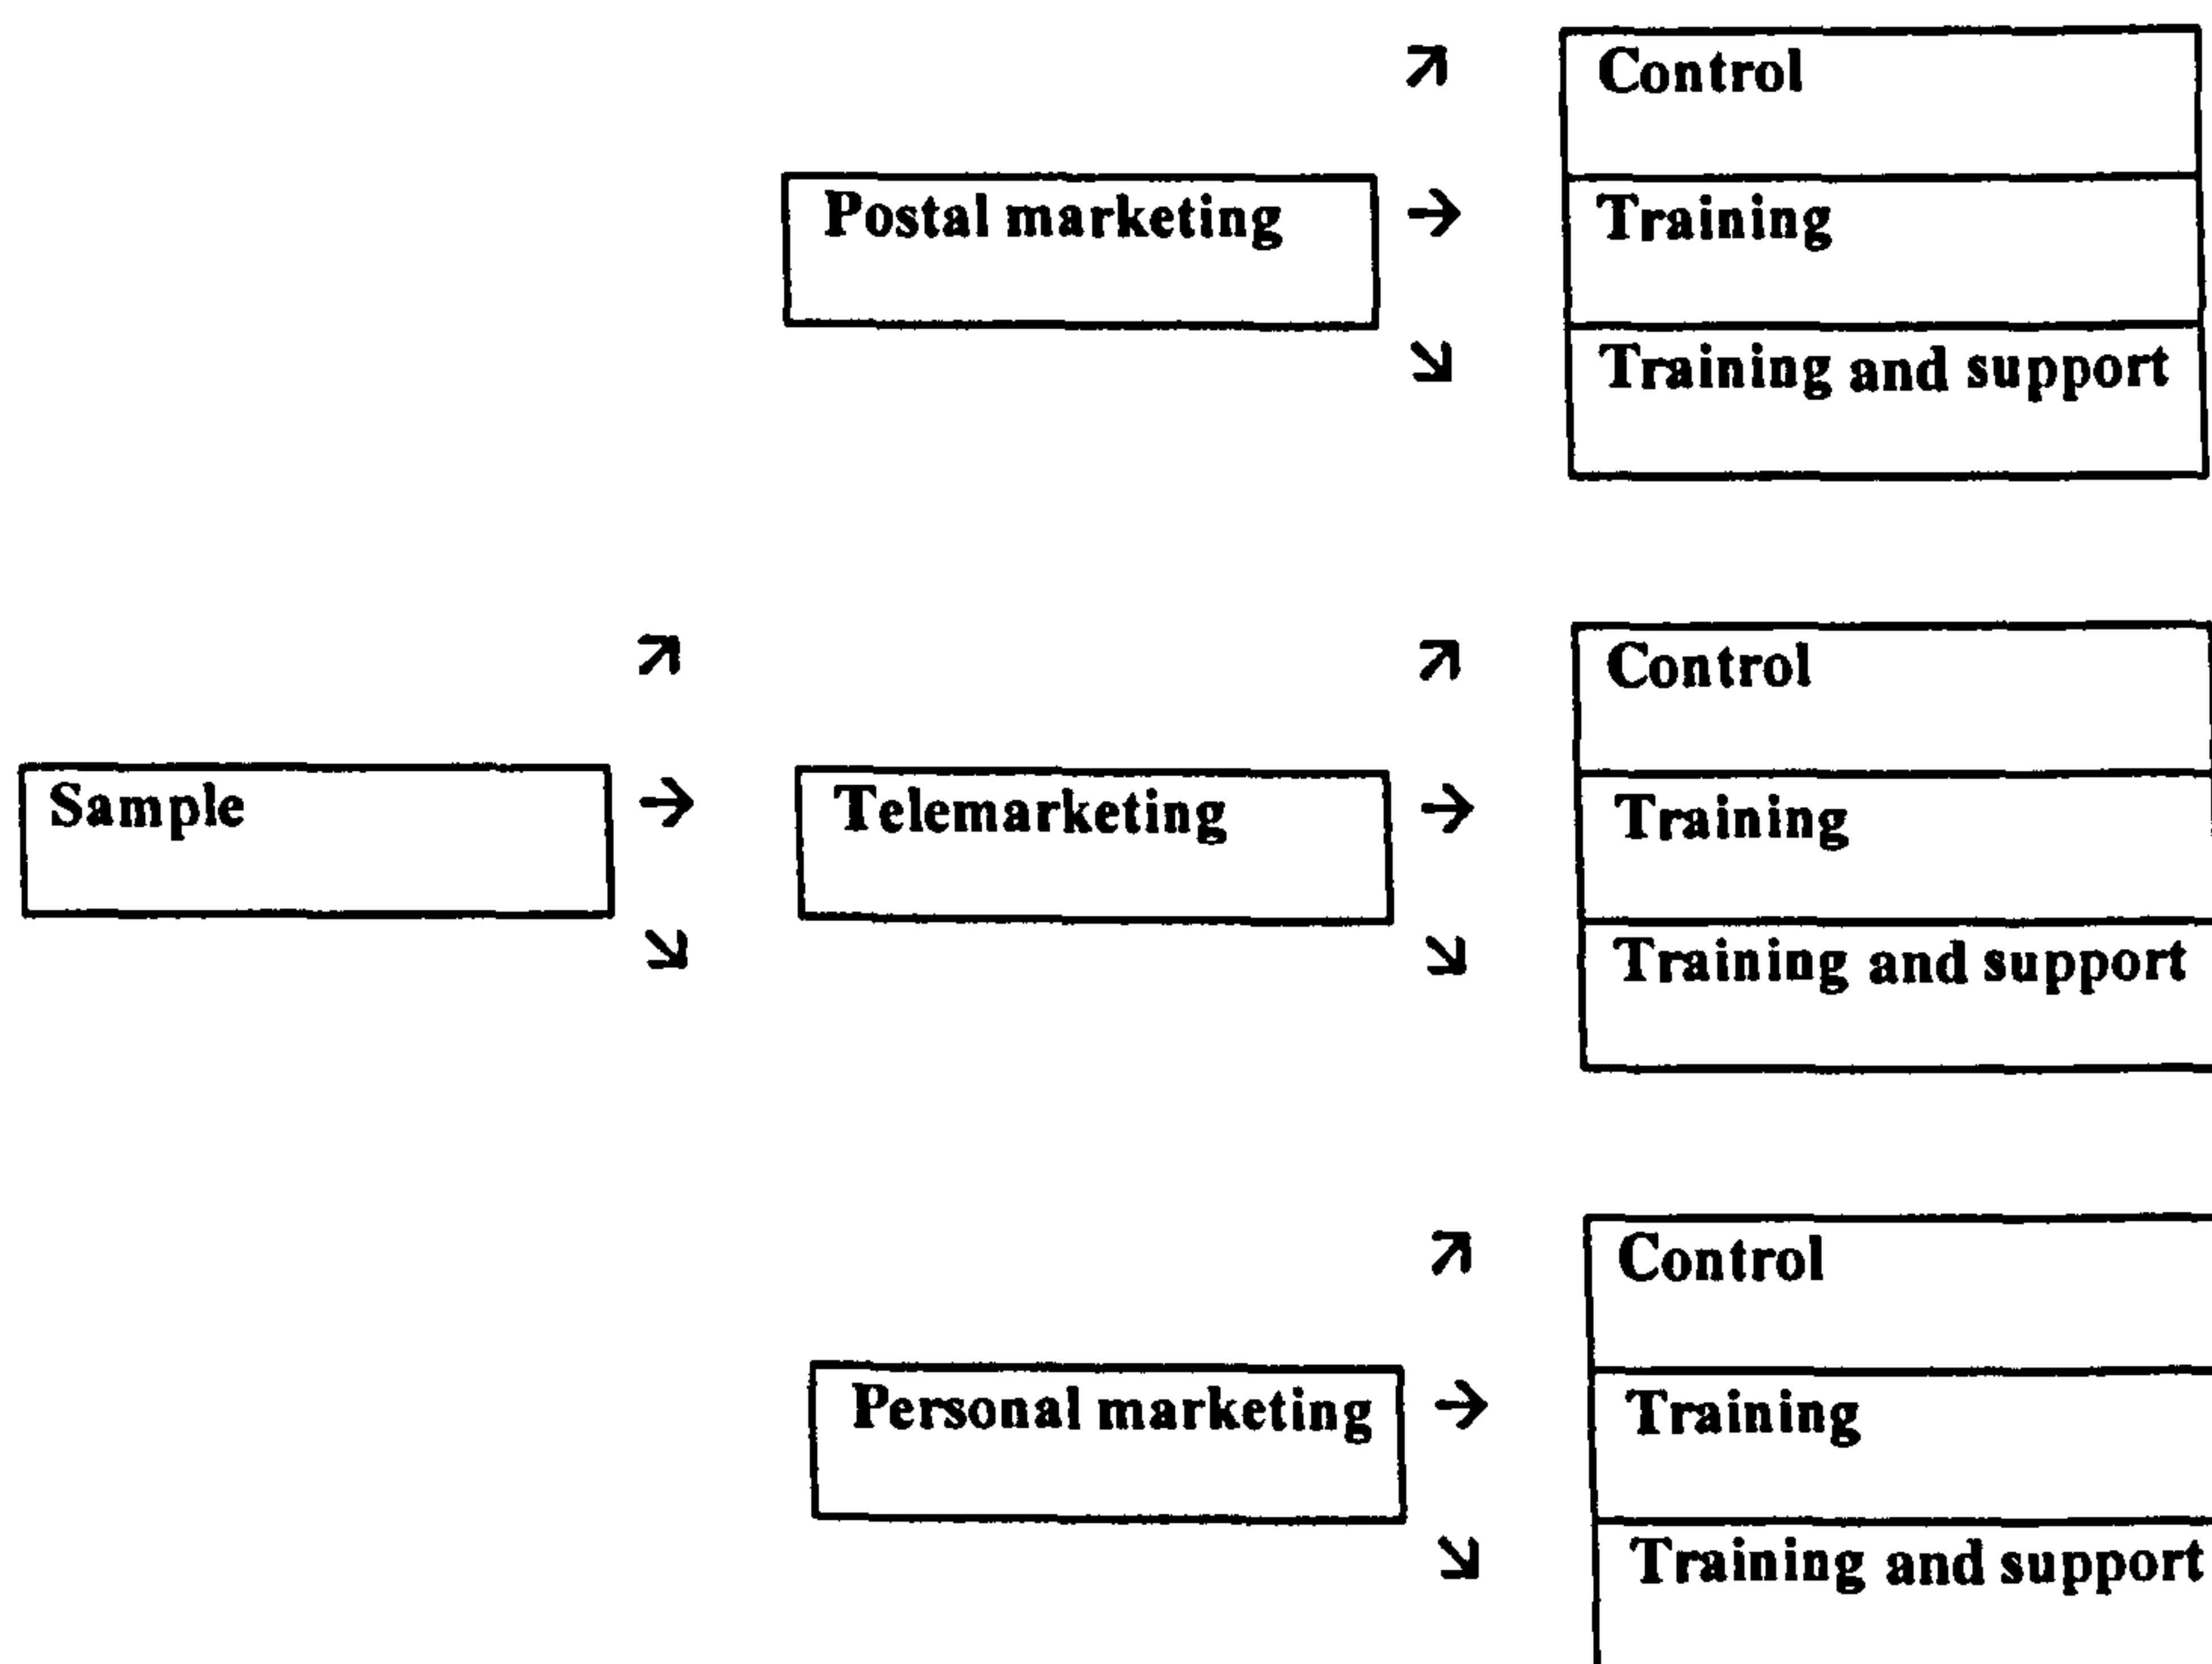 Control
Postal marketing
Training
Training and support
Control
Sample
Telemarketing
Training
Training and support
Control
Personal marketing
Training
Training and support